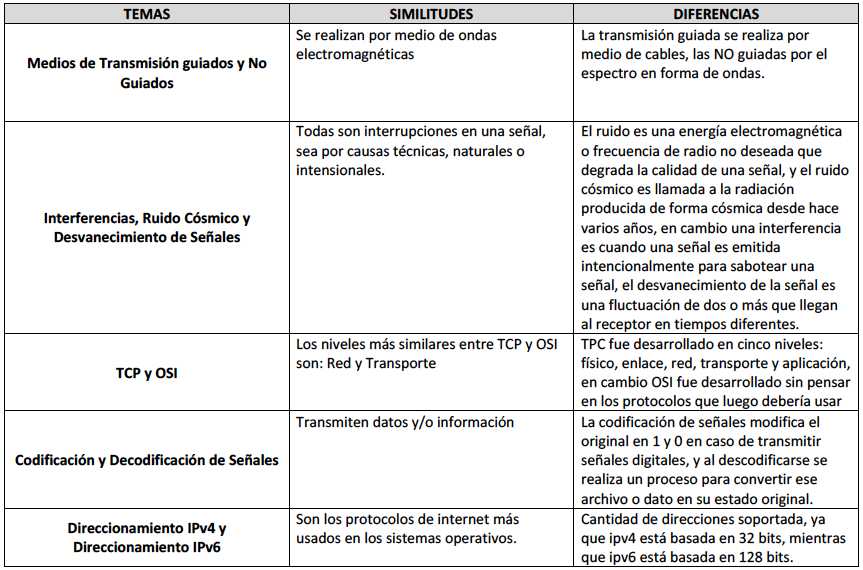 TEMAS
SIMILITUDES
DIFERENCIAS
Medios de Transmisión guiados y No
Guiados
Se realizan por medio de ondas
electromagnéticas
La transmisión guiada se realiza por
medio de cables, las NO guiadas por el
espectro en forma de ondas.
Interferencias, Ruido Cósmico y
Desvanecimiento de Señales
Todas son interrupciones en una señal,
sea por causas técnicas, naturales o
intensionales.
El ruido es una energía electromagnética
o frecuencia de radio no deseada que
degrada la calidad de una señal, y el ruido
cósmico es llamada a la radiación
producida de forma cósmica desde hace
varios años, en cambio una interferencia
es cuando una señal es emitida
intencionalmente para sabotear una
señal, el desvanecimiento de la señal es
una fluctuación de dos o más que llegan
al receptor en tiempos diferentes.
TCP y OSI
Los niveles más similares entre TCP y OSI
son: Red y Transporte
TPC fue desarrollado en cinco niveles:
físico, enlace, red, transporte y aplicación,
en cambio OSI fue desarrollado sin pensar
en los protocolos que luego debería usar
Codificación y Decodificación de Señales
Transmiten datos y/o información
La codificación de señales modifica el
original en 1 y 0 en caso de transmitir
señales digitales, y al descodificarse se
realiza un proceso para convertir ese
archivo o dato en su estado original.
Direccionamiento IPv4 y
Direccionamiento IPv6
Son los protocolos de internet más
usados en los sistemas operativos.
Cantidad de direcciones soportada, ya
que ipv4 está basada en 32 bits, mientras
que ipv6 está basada en 128 bits.